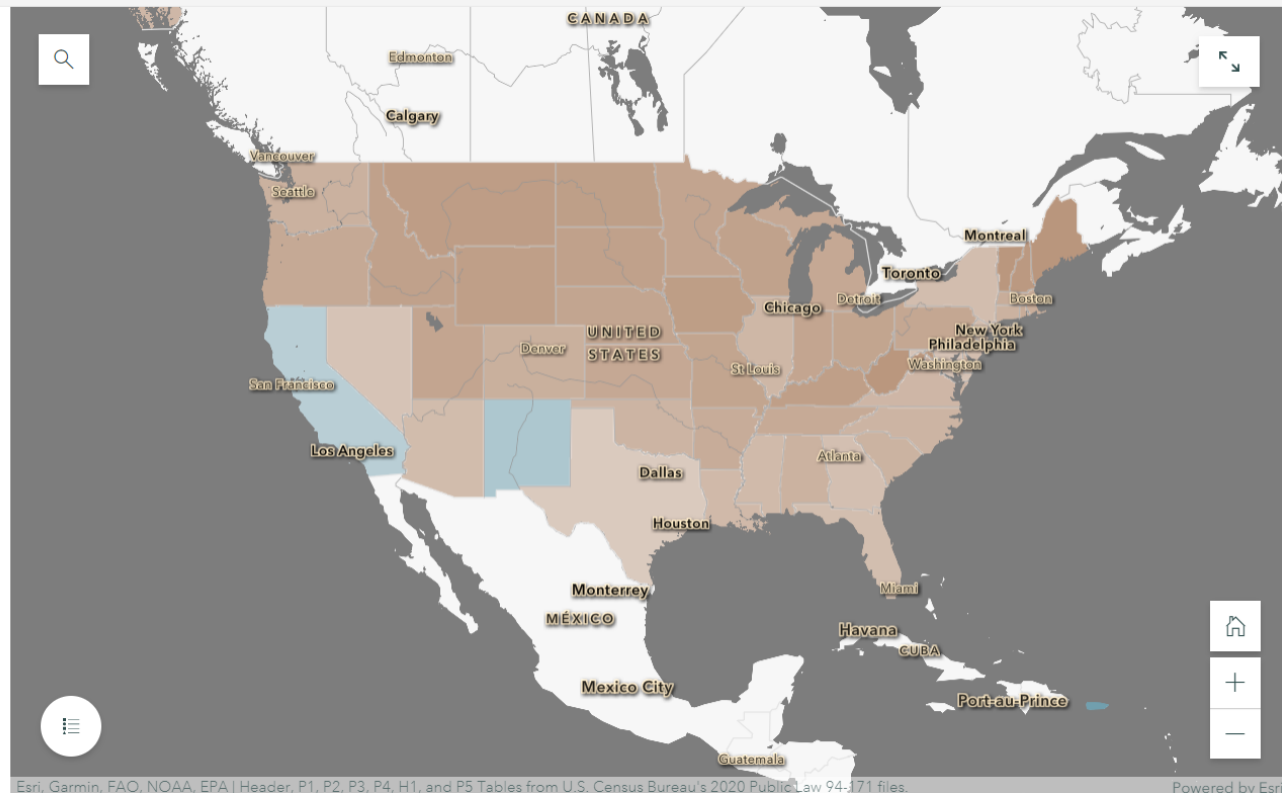 CANADA
Edmonton
Calgary
Vancouver
Seattle
Montreal
Toronto
Chicago
Detroit
Boston
UNITED
STATES
New York
Philadelphia
Denver
St Louis
Washington
San Francisco
Los Angeles
Atlanta
Dallas
Houston
Monterrey
Miami
MÉXICO
Havana
CUBA
Mexico City
Port-au-Prince
Guatemala
Esri, Garmin, FAO, NOAA, EPA | Header, P1, P2, P3, P4, H1, and P5 Tables from U.S. Census Bureau's 2020 Public Law 94-171 files.
Powered by Esri